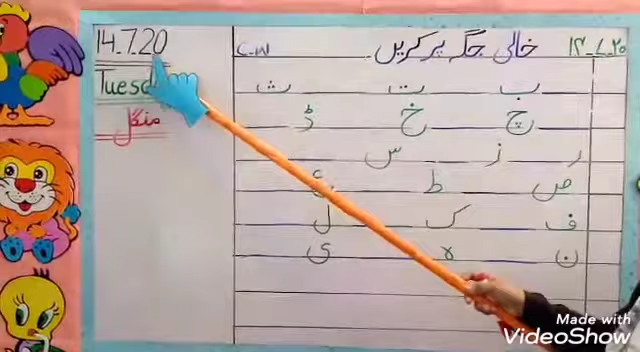 14.7.20
Tuesd
منگل
۱۴۔۷۔۲۰ خالی جگہ پر کریں
ب ت ث
چ خ ڈ
ر ز س
ص ط ع
ف ک ل
ن ہ ی
Made with
VideoShow